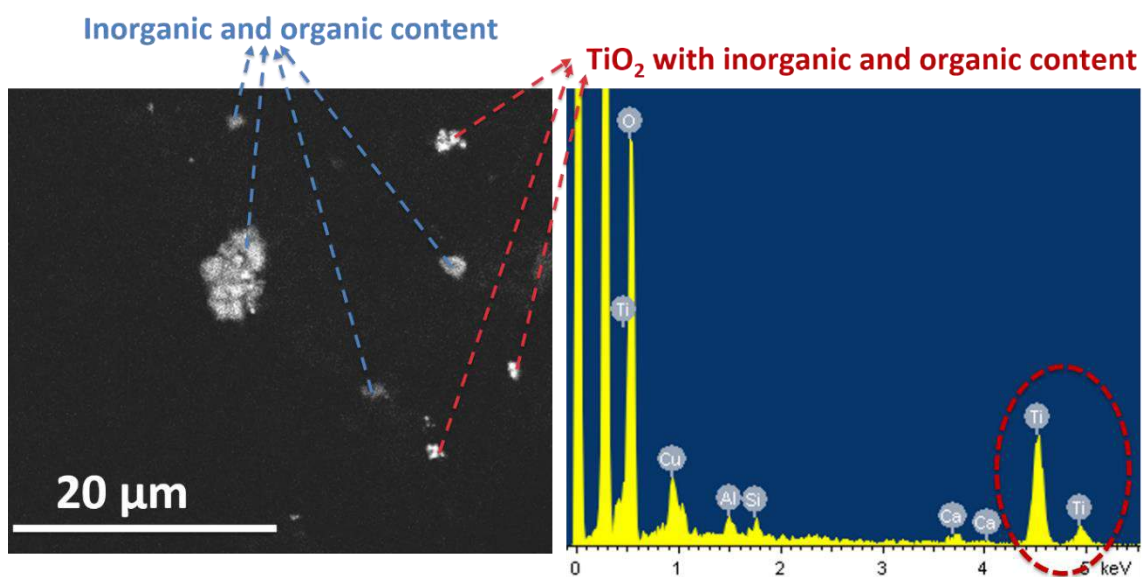 Inorganic and organic content
TiO₂ with inorganic and organic content
20 µm
O
Ti
Cu
Al
Si
Ca
Ca
Ti
Ti
0 1 2 3 4 5 keV